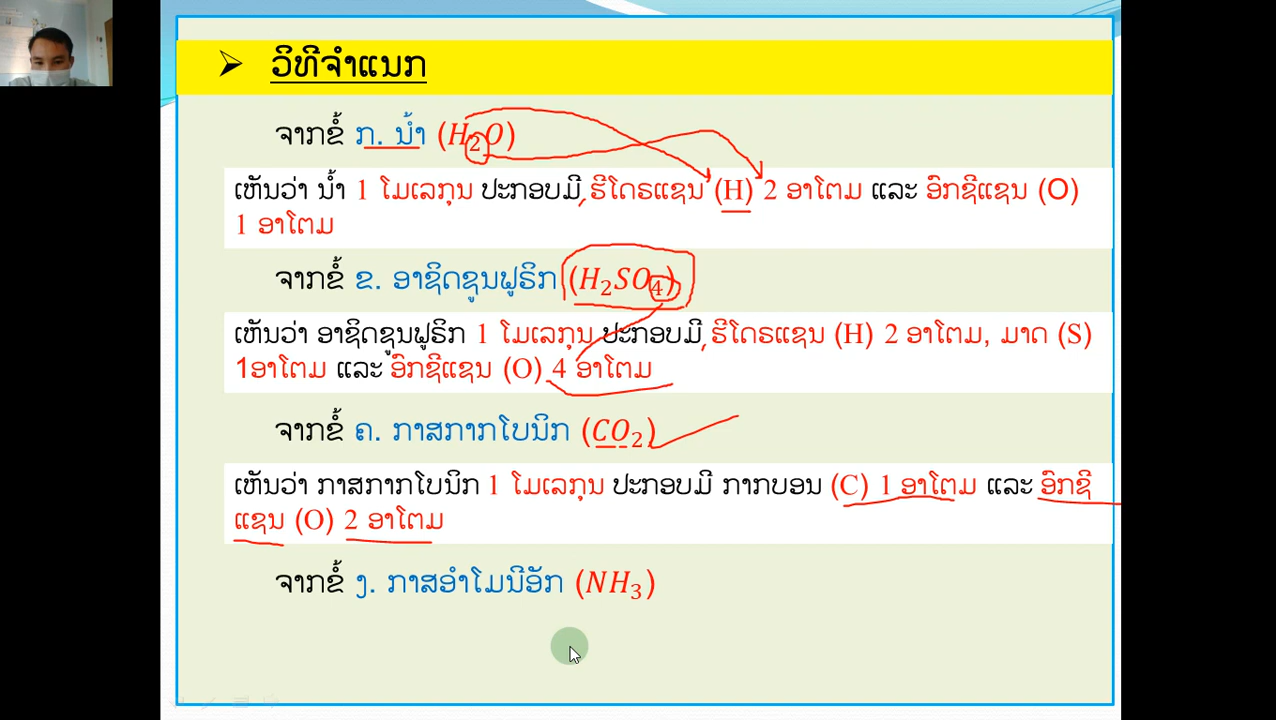 ➢ ວິທີຈຳແນກ
ຈາກຂໍ້ ກ. ນ້ຳ (H₂O)
ເຫັນວ່າ ນ້ຳ 1 ໂມເລກຸນ ປະກອບມີ ຮີໂດຣແຊນ (H) 2 ອາໂຕມ ແລະ ອົກຊີແຊນ (O)
1 ອາໂຕມ
ຈາກຂໍ້ ຂ. ອາຊິດຊູນຟູຣິກ (H₂SO₄)
ເຫັນວ່າ ອາຊິດຊູນຟູຣິກ 1 ໂມເລກຸນ ປະກອບມີ ຮີໂດຣແຊນ (H) 2 ອາໂຕມ, ມາດ (S)
1ອາໂຕມ ແລະ ອົກຊີແຊນ (O) 4 ອາໂຕມ
ຈາກຂໍ້ ຄ. ກາສກາກໂບນິກ (CO₂)
ເຫັນວ່າ ກາສກາກໂບນິກ 1 ໂມເລກຸນ ປະກອບມີ ກາກບອນ (C) 1 ອາໂຕມ ແລະ ອົກຊີ
ແຊນ (O) 2 ອາໂຕມ
ຈາກຂໍ້ ງ. ກາສອຳໂມນີອັກ (NH₃)